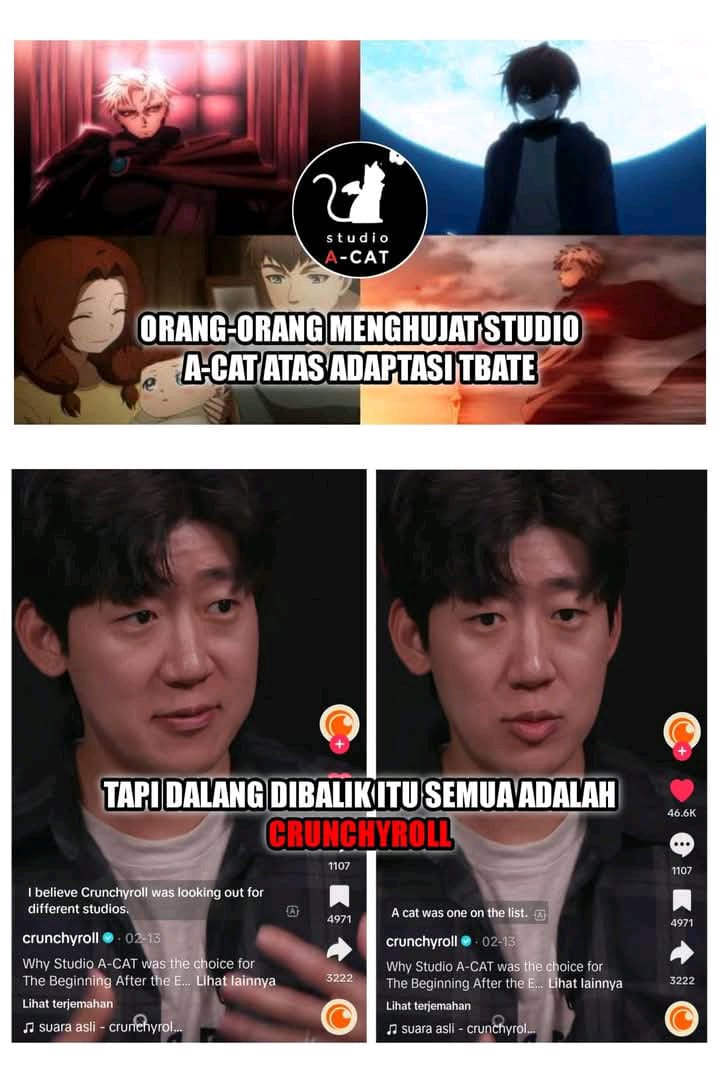 studio
A-CAT
ORANG-ORANG MENGHUJAT STUDIO
A-CAT ATAS ADAPTASI TBATE
TAPI DALANG DIBALIK ITU SEMUA ADALAH
CRUNCHYROLL
1107
I believe Crunchyroll was looking out for
different studios.
4971
crunchyroll · 02-13
Why Studio A-CAT was the choice for
The Beginning After the E... Lihat lainnya
3222
Lihat terjemahan
suara asli - crunchyrol...
46.6K
1107
A cat was one on the list.
4971
crunchyroll · 02-13
Why Studio A-CAT was the choice for
The Beginning After the E... Lihat lainnya
3222
Lihat terjemahan
suara asli - crunchyrol...